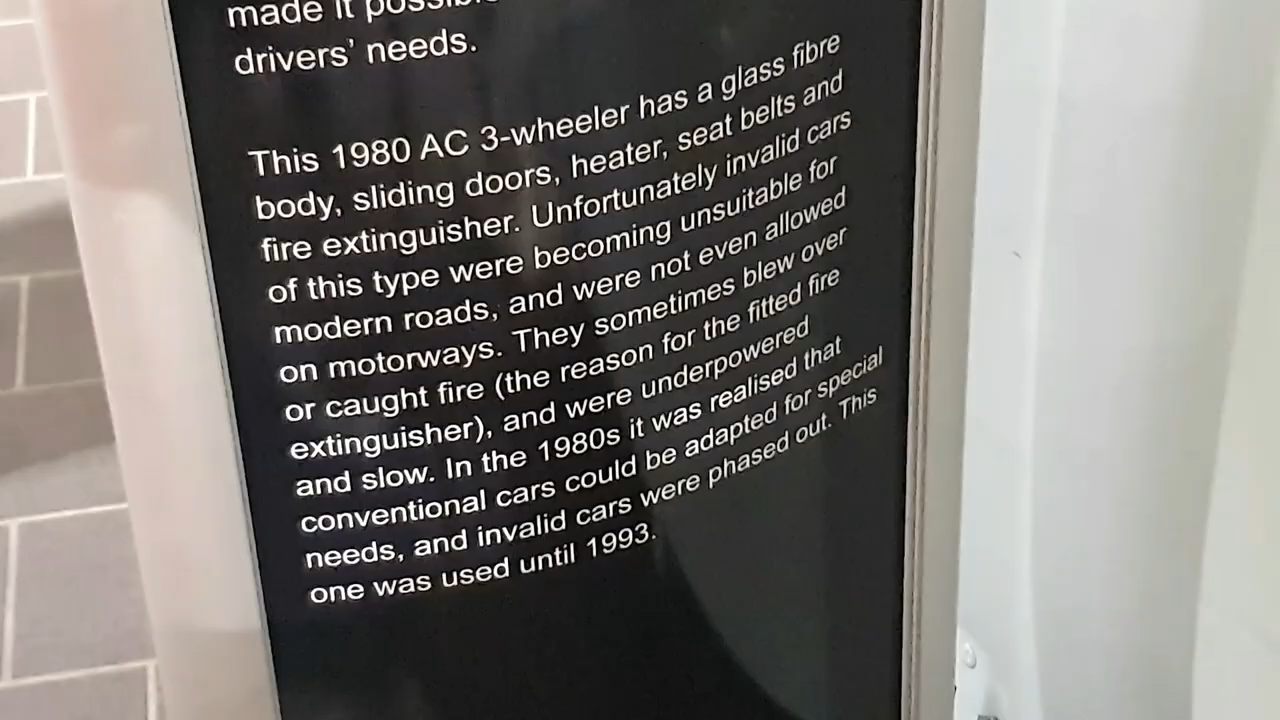 made it possible
drivers' needs.
This 1980 AC 3-wheeler has a glass fibre
body, sliding doors, heater, seat belts and
fire extinguisher. Unfortunately invalid cars
of this type were becoming unsuitable for
modern roads, and were not even allowed
on motorways. They sometimes blew over
or caught fire (the reason for the fitted fire
extinguisher), and were underpowered
and slow. In the 1980s it was realised that
conventional cars could be adapted for special
needs, and invalid cars were phased out. This
one was used until 1993.